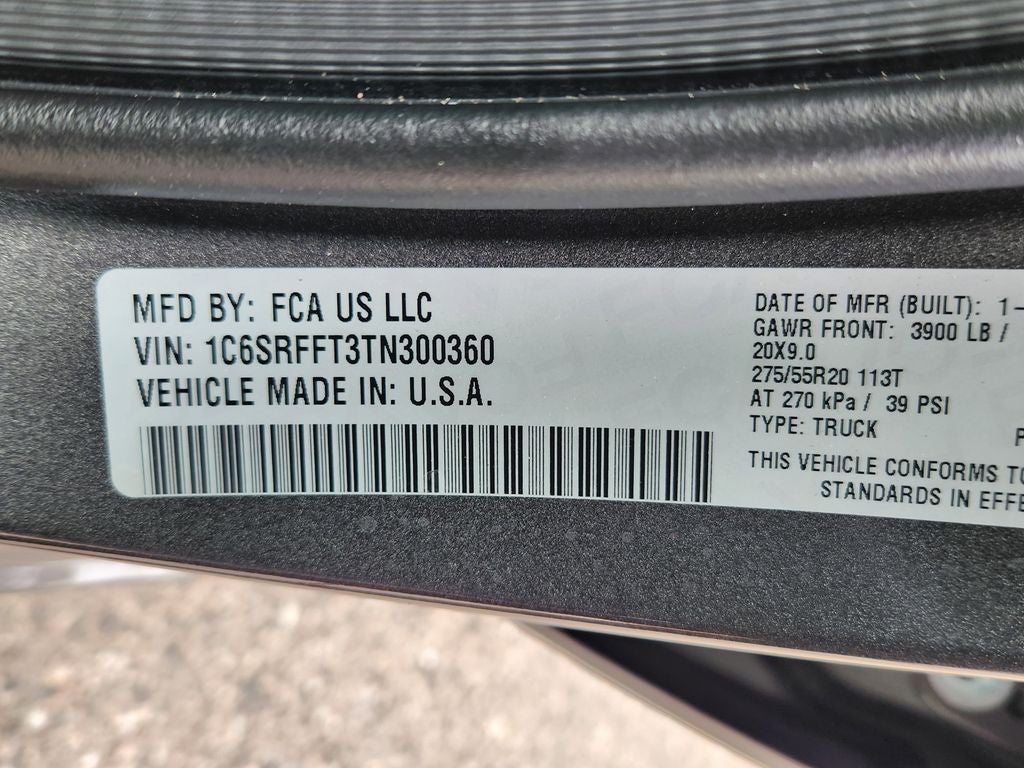 MFD BY: FCA US LLC
VIN: 1C6SRFFT3TN300360
VEHICLE MADE IN: U.S.A.
DATE OF MFR (BUILT): 1-
GAWR FRONT: 3900 LB /
20X9.0
275/55R20 113T
AT 270 kPa / 39 PSI
TYPE: TRUCK
THIS VEHICLE CONFORMS
STANDARDS IN